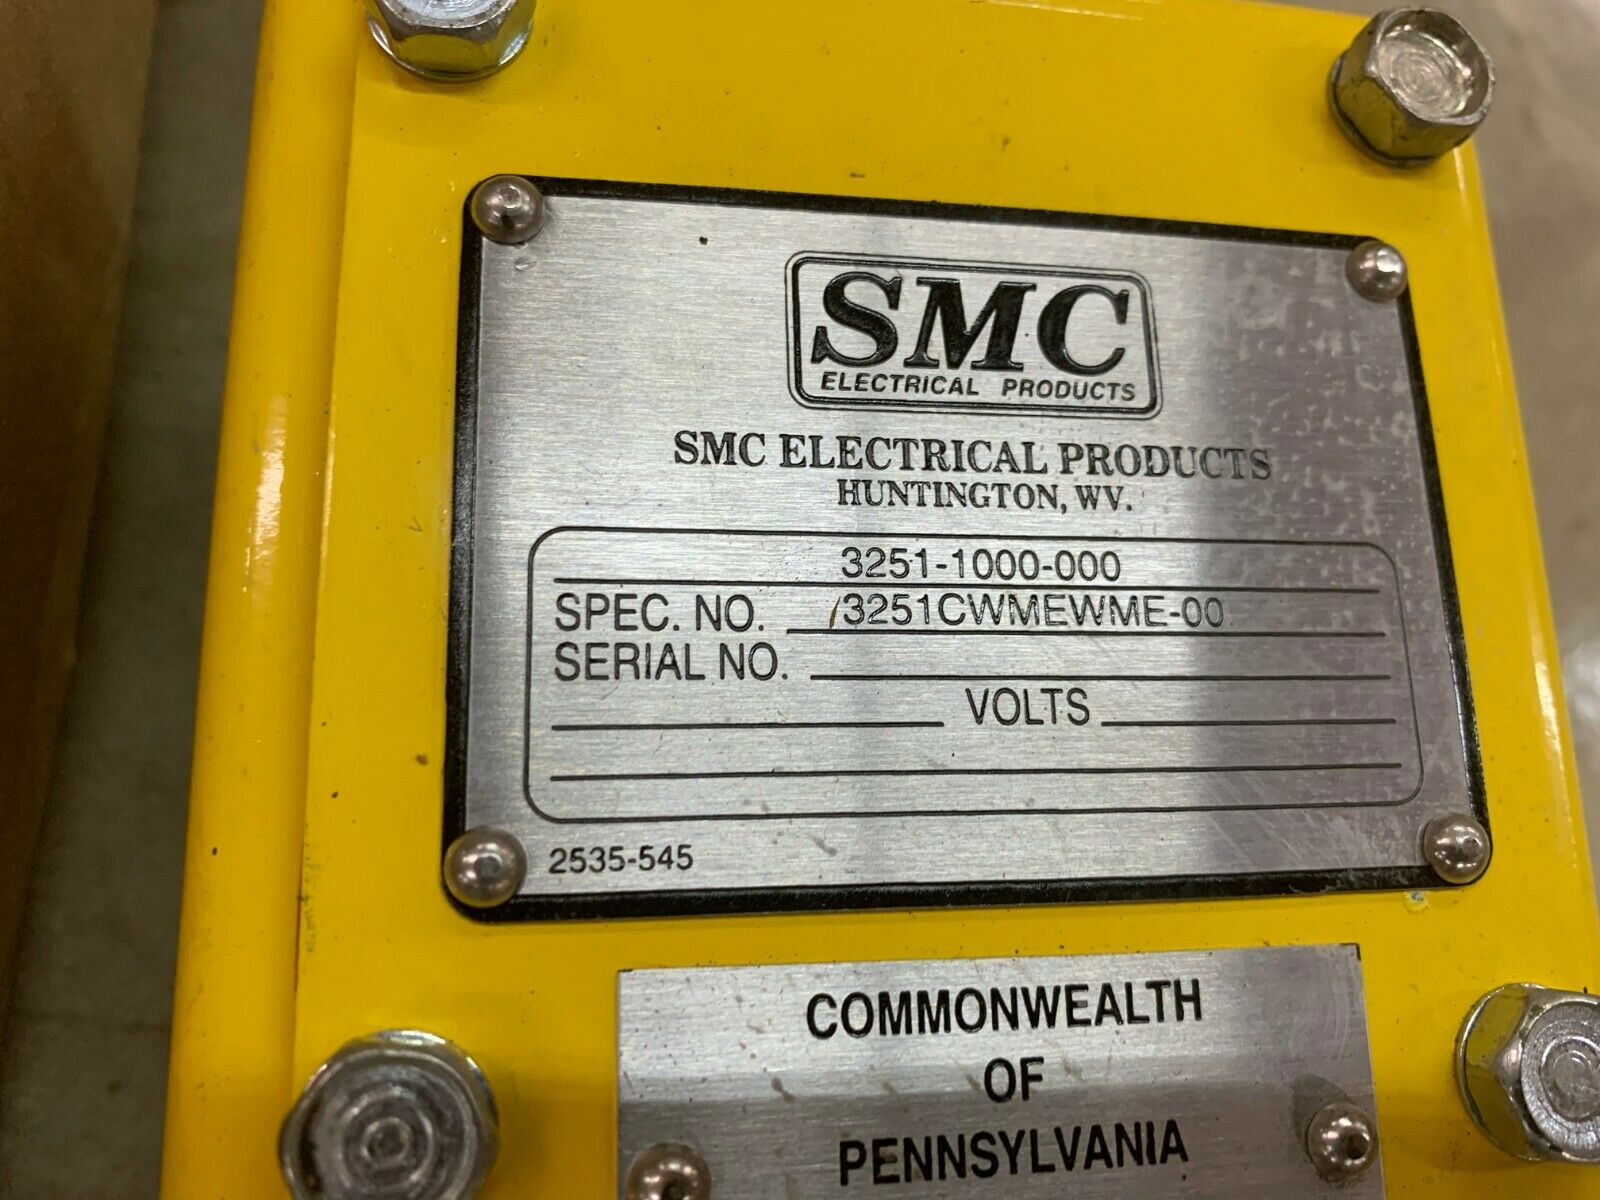 SMC
ELECTRICAL PRODUCTS
SMC ELECTRICAL PRODUCTS
HUNTINGTON, WV.
3251-1000-000
SPEC. NO. 3251CWMEWME-00
SERIAL NO.
VOLTS
2535-545
COMMONWEALTH
OF
PENNSYLVANIA